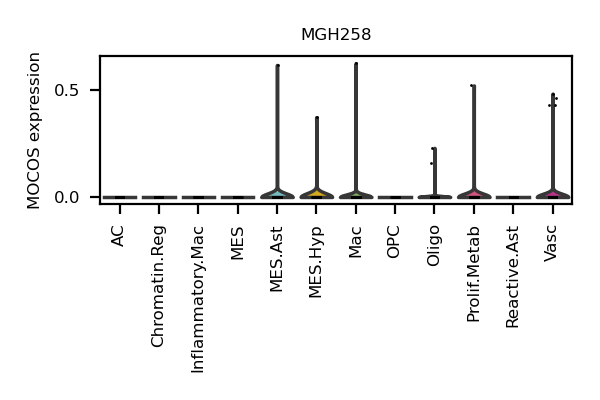 MGH258
MOCOS expression
0.5
0.0
AC
Chromatin.Reg
Inflammatory.Mac
MES
MES.Ast
MES.Hyp
Mac
OPC
Oligo
Prolif.Metab
Reactive.Ast
Vasc